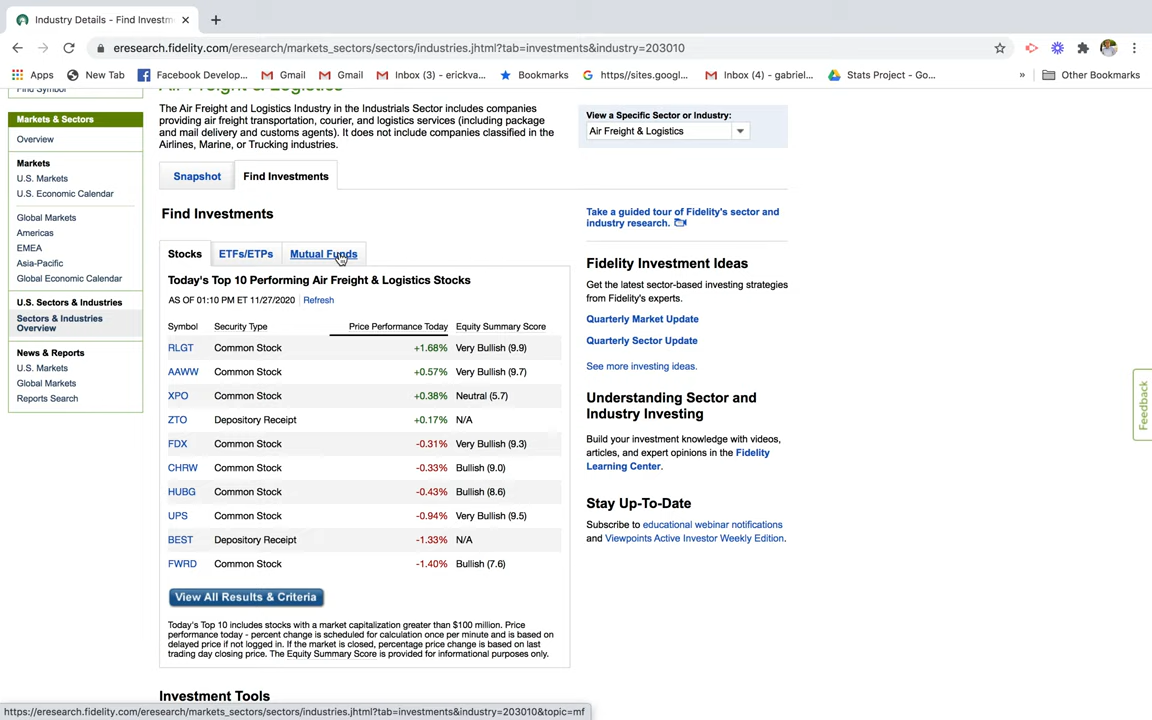 Industry Details - Find Investm
eresearch.fidelity.com/eresearch/markets_sectors/sectors/industries.jhtml?tab=investments&industry=203010
Apps
New Tab
Facebook Develop...
Gmail
Gmail
Inbox (3) - erickva...
Bookmarks
https//sites.googl...
Inbox (4) - gabriel...
Stats Project - Go...
»
Other Bookmarks
Find Symbol
Markets & Sectors
Overview
Markets
U.S. Markets
U.S. Economic Calendar
Global Markets
Americas
EMEA
Asia-Pacific
Global Economic Calendar
U.S. Sectors & Industries
Sectors & Industries
Overview
News & Reports
U.S. Markets
Global Markets
Reports Search
Air Freight & Logistics
The Air Freight and Logistics Industry in the Industrials Sector includes companies
providing air freight transportation, courier, and logistics services (including package
and mail delivery and customs agents). It does not include companies classified in the
Airlines, Marine, or Trucking industries.
View a Specific Sector or Industry:
Air Freight & Logistics
Snapshot
Find Investments
Find Investments
Stocks
ETFs/ETPs
Mutual Funds
Today's Top 10 Performing Air Freight & Logistics Stocks
AS OF 01:10 PM ET 11/27/2020 Refresh
Symbol Security Type Price Performance Today Equity Summary Score
RLGT Common Stock +1.68% Very Bullish (9.9)
AAWW Common Stock +0.57% Very Bullish (9.7)
XPO Common Stock +0.38% Neutral (5.7)
ZTO Depository Receipt +0.17% N/A
FDX Common Stock -0.31% Very Bullish (9.3)
CHRW Common Stock -0.33% Bullish (9.0)
HUBG Common Stock -0.43% Bullish (8.6)
UPS Common Stock -0.94% Very Bullish (9.5)
BEST Depository Receipt -1.33% N/A
FWRD Common Stock -1.40% Bullish (7.6)
View All Results & Criteria
Today's Top 10 includes stocks with a market capitalization greater than $100 million. Price
performance today - percent change is scheduled for calculation once per minute and is based on
delayed price if not logged in. If the market is closed, percentage price change is based on last
trading day closing price. The Equity Summary Score is provided for informational purposes only.
Investment Tools
Take a guided tour of Fidelity's sector and
industry research.
Fidelity Investment Ideas
Get the latest sector-based investing strategies
from Fidelity's experts.
Quarterly Market Update
Quarterly Sector Update
See more investing ideas.
Understanding Sector and
Industry Investing
Build your investment knowledge with videos,
articles, and expert opinions in the Fidelity
Learning Center.
Stay Up-To-Date
Subscribe to educational webinar notifications
and Viewpoints Active Investor Weekly Edition.
Feedback
https://eresearch.fidelity.com/eresearch/markets_sectors/sectors/industries.jhtml?tab=investments&industry=203010&topic=mf